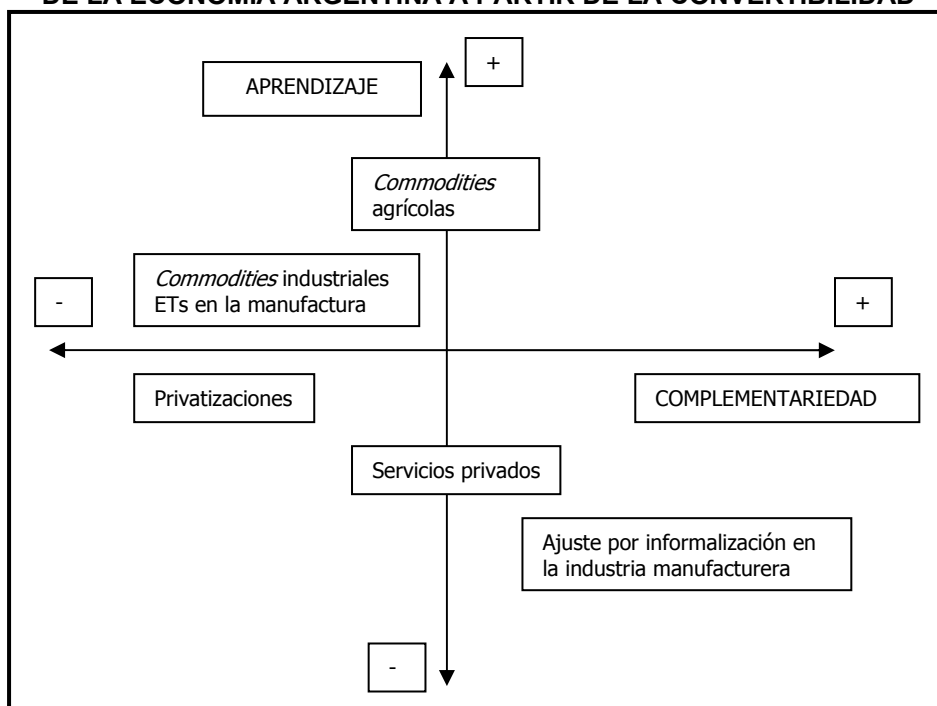 DE LA ECONOMÍA ARGENTINA A PARTIR DE LA CONVERTIBILIDAD
+
APRENDIZAJE
Commodities
agrícolas
Commodities industriales
ETs en la manufactura
-
+
Privatizaciones
COMPLEMENTARIEDAD
Servicios privados
Ajuste por informalización en
la industria manufacturera
-